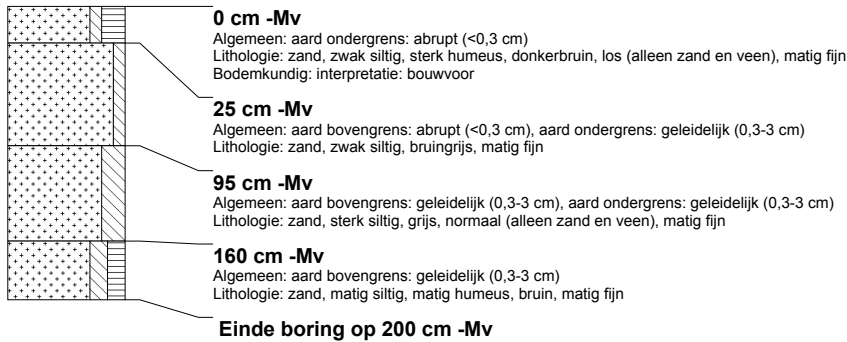 0 cm -Mv
Algemeen: aard ondergrens: abrupt (<0,3 cm)
Lithologie: zand, zwak siltig, sterk humeus, donkerbruin, los (alleen zand en veen), matig fijn
Bodemkundig: interpretatie: bouwvoor
25 cm -Mv
Algemeen: aard bovengrens: abrupt (<0,3 cm), aard ondergrens: geleidelijk (0,3-3 cm)
Lithologie: zand, zwak siltig, bruingrijs, matig fijn
95 cm -Mv
Algemeen: aard bovengrens: geleidelijk (0,3-3 cm), aard ondergrens: geleidelijk (0,3-3 cm)
Lithologie: zand, sterk siltig, grijs, normaal (alleen zand en veen), matig fijn
160 cm -Mv
Algemeen: aard bovengrens: geleidelijk (0,3-3 cm)
Lithologie: zand, matig siltig, matig humeus, bruin, matig fijn
Einde boring op 200 cm -Mv